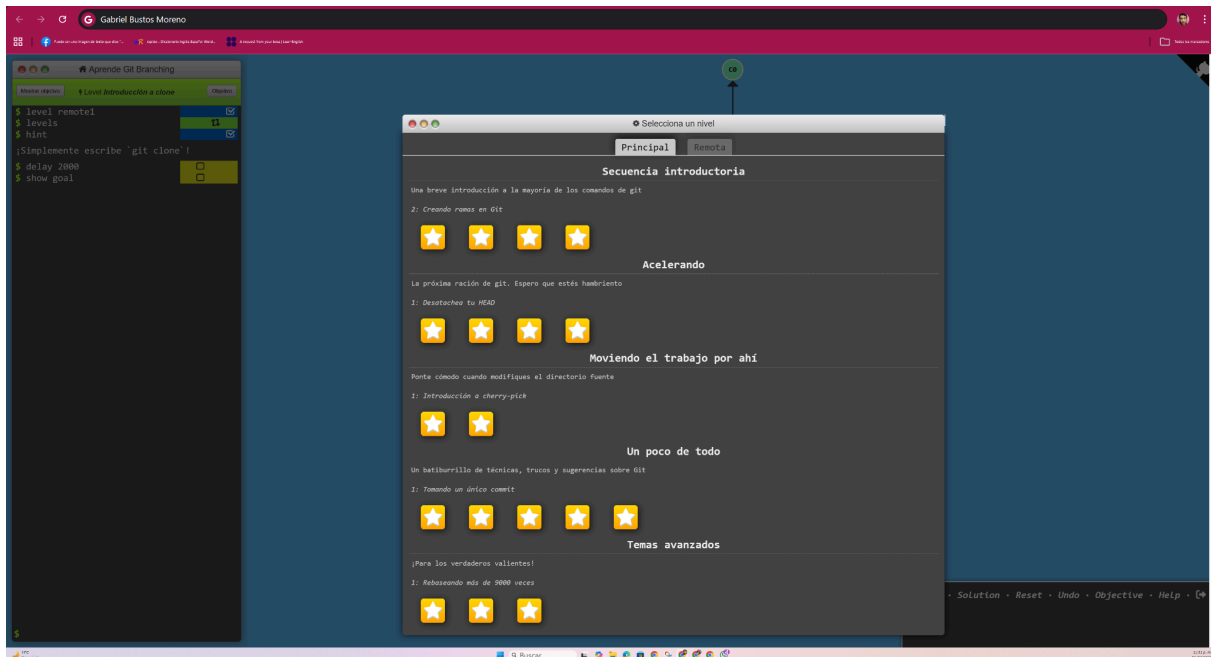 Gabriel Bustos Moreno
Aprende Git Branching
Mostrar objetivo
Level Introducción a clone
Objetivo
$ level remote1
$ levels
$ hint
¡Simplemente escribe `git clone`!
$ delay 2000
$ show goal
$
C0
Selecciona un nivel
Principal Remota
Secuencia introductoria
Una breve introducción a la mayoría de los comandos de git
2: Creando ramas en Git
Acelerando
La próxima ración de git. Espero que estés hambriento
1: Desatachea tu HEAD
Moviendo el trabajo por ahí
Ponte cómodo cuando modifiques el directorio fuente
1: Introducción a cherry-pick
Un poco de todo
Un batiburrillo de técnicas, trucos y sugerencias sobre Git
1: Tomando un único commit
Temas avanzados
¡Para los verdaderos valientes!
1: Rebaseando más de 9000 veces
· Solution · Reset · Undo · Objective · Help ·
Buscar